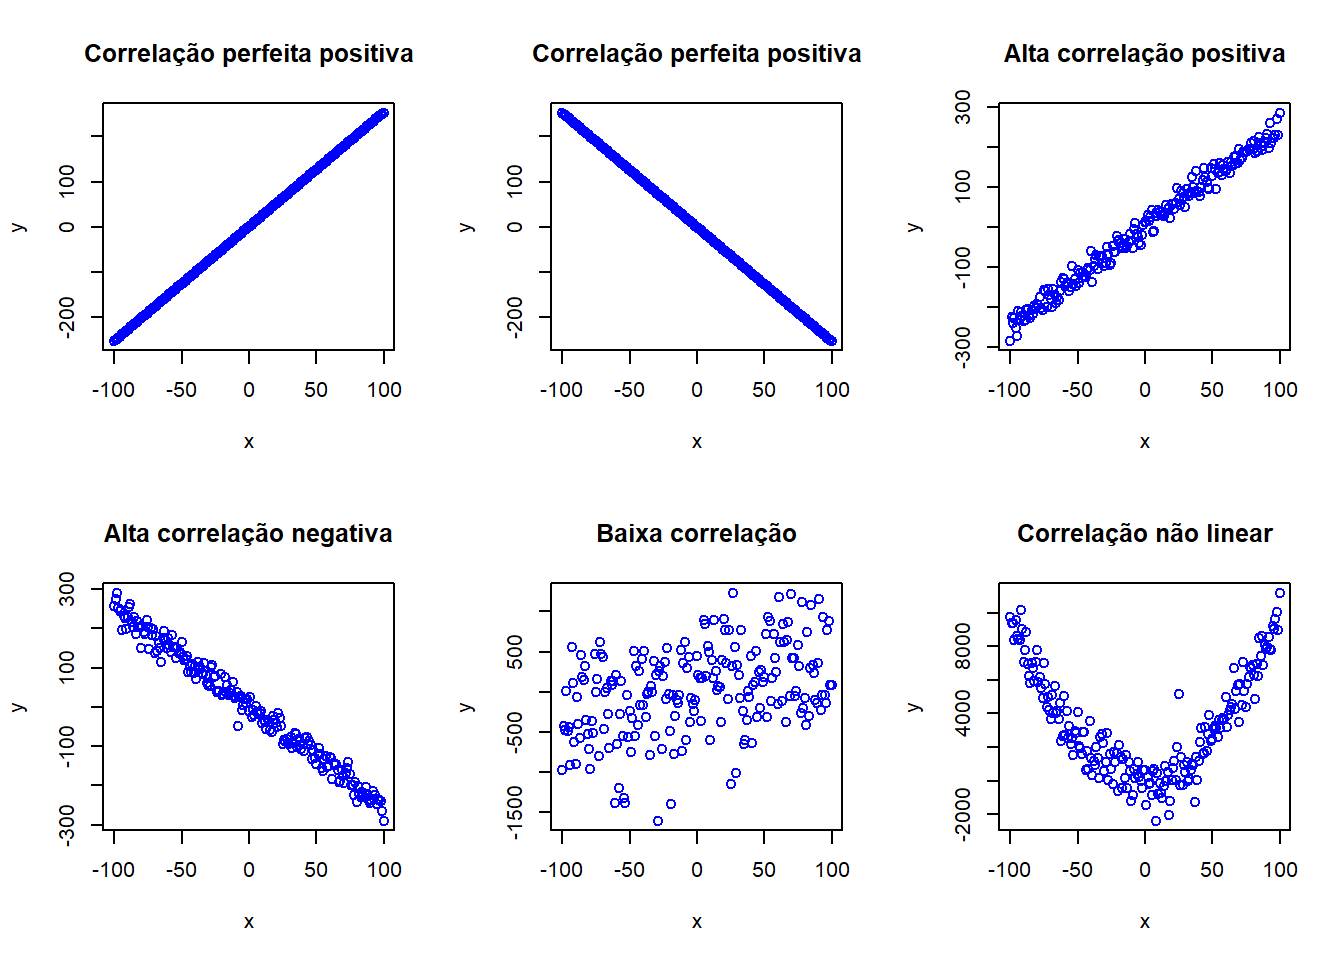 Correlação perfeita positiva
300
100
0
-200
y
-100 -50 0 50 100
x
Correlação perfeita positiva
100
0
-200
y
-100 -50 0 50 100
x
Alta correlação positiva
300
100
-100
-300
y
-100 -50 0 50 100
x
Alta correlação negativa
300
100
-100
-300
y
-100 -50 0 50 100
x
Baixa correlação
500
-500
-1500
y
-100 -50 0 50 100
x
Correlação não linear
8000
4000
-2000
y
-100 -50 0 50 100
x